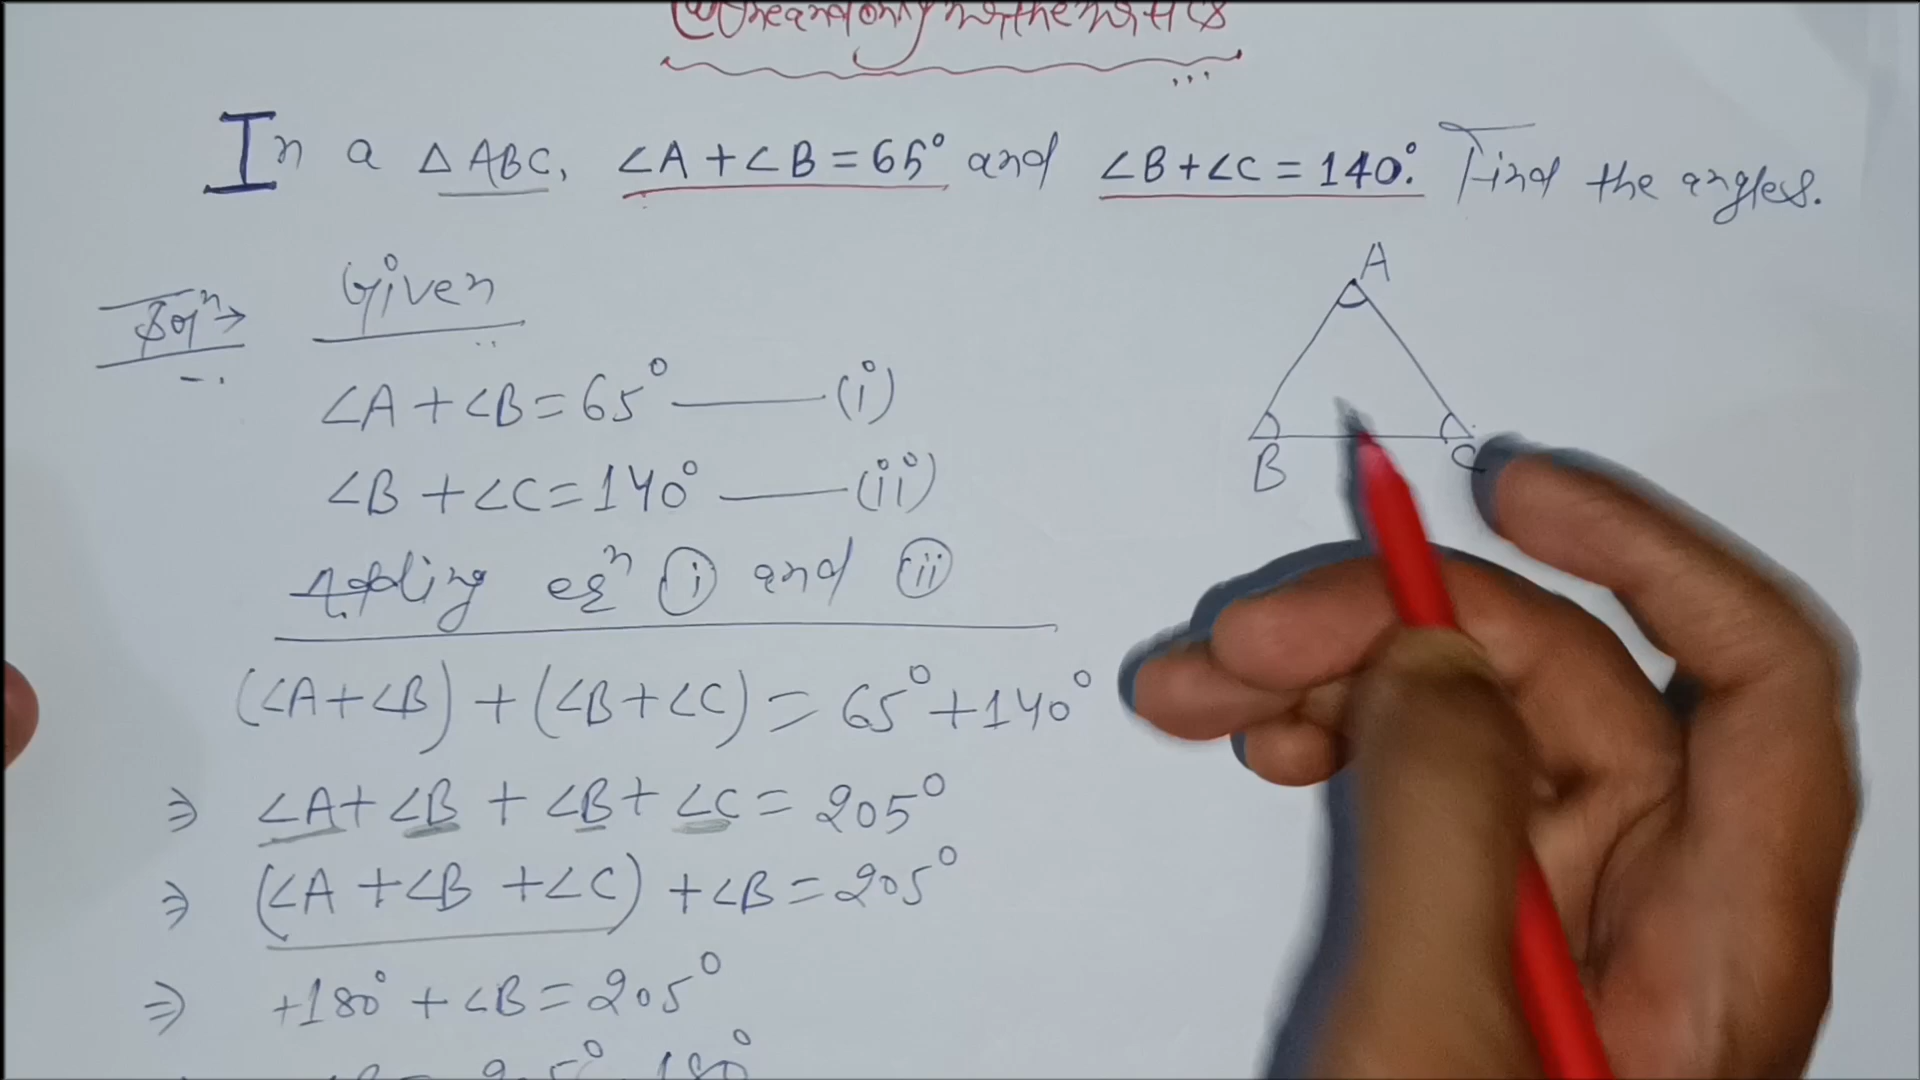 In a △ABC, ∠A+∠B=65° and ∠B+∠C=140°. Find the angles.
A
Solⁿ→ Given
∠A+∠B=65° ——— (i)
B C
∠B+∠C=140° ——— (ii)
eqⁿ (i) and (ii)
(∠A+∠B)+(∠B+∠C)=65°+140°
⇒ ∠A+∠B+∠B+∠C=205°
⇒ (∠A+∠B+∠C)+∠B=205°
⇒ +180°+∠B=205°